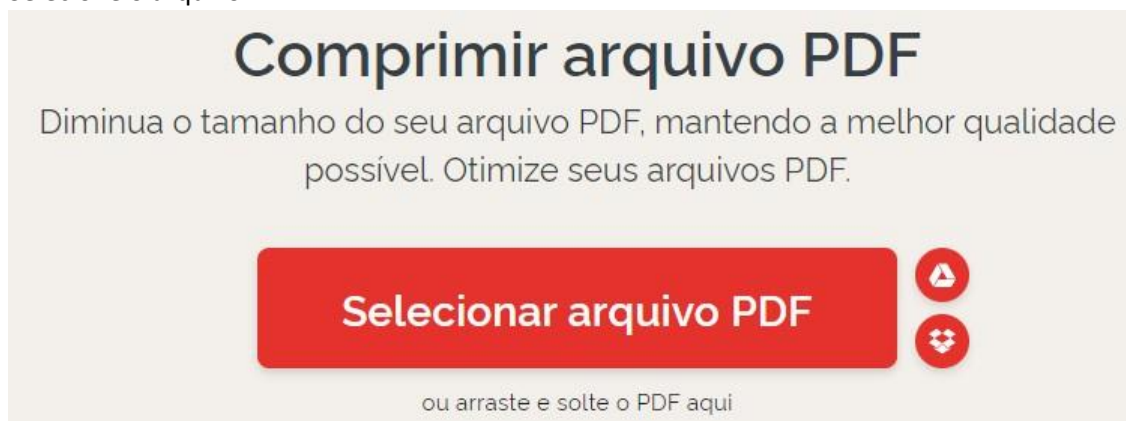 Comprimir arquivo PDF
Diminua o tamanho do seu arquivo PDF, mantendo a melhor qualidade
possível. Otimize seus arquivos PDF.
Selecionar arquivo PDF
ou arraste e solte o PDF aqui